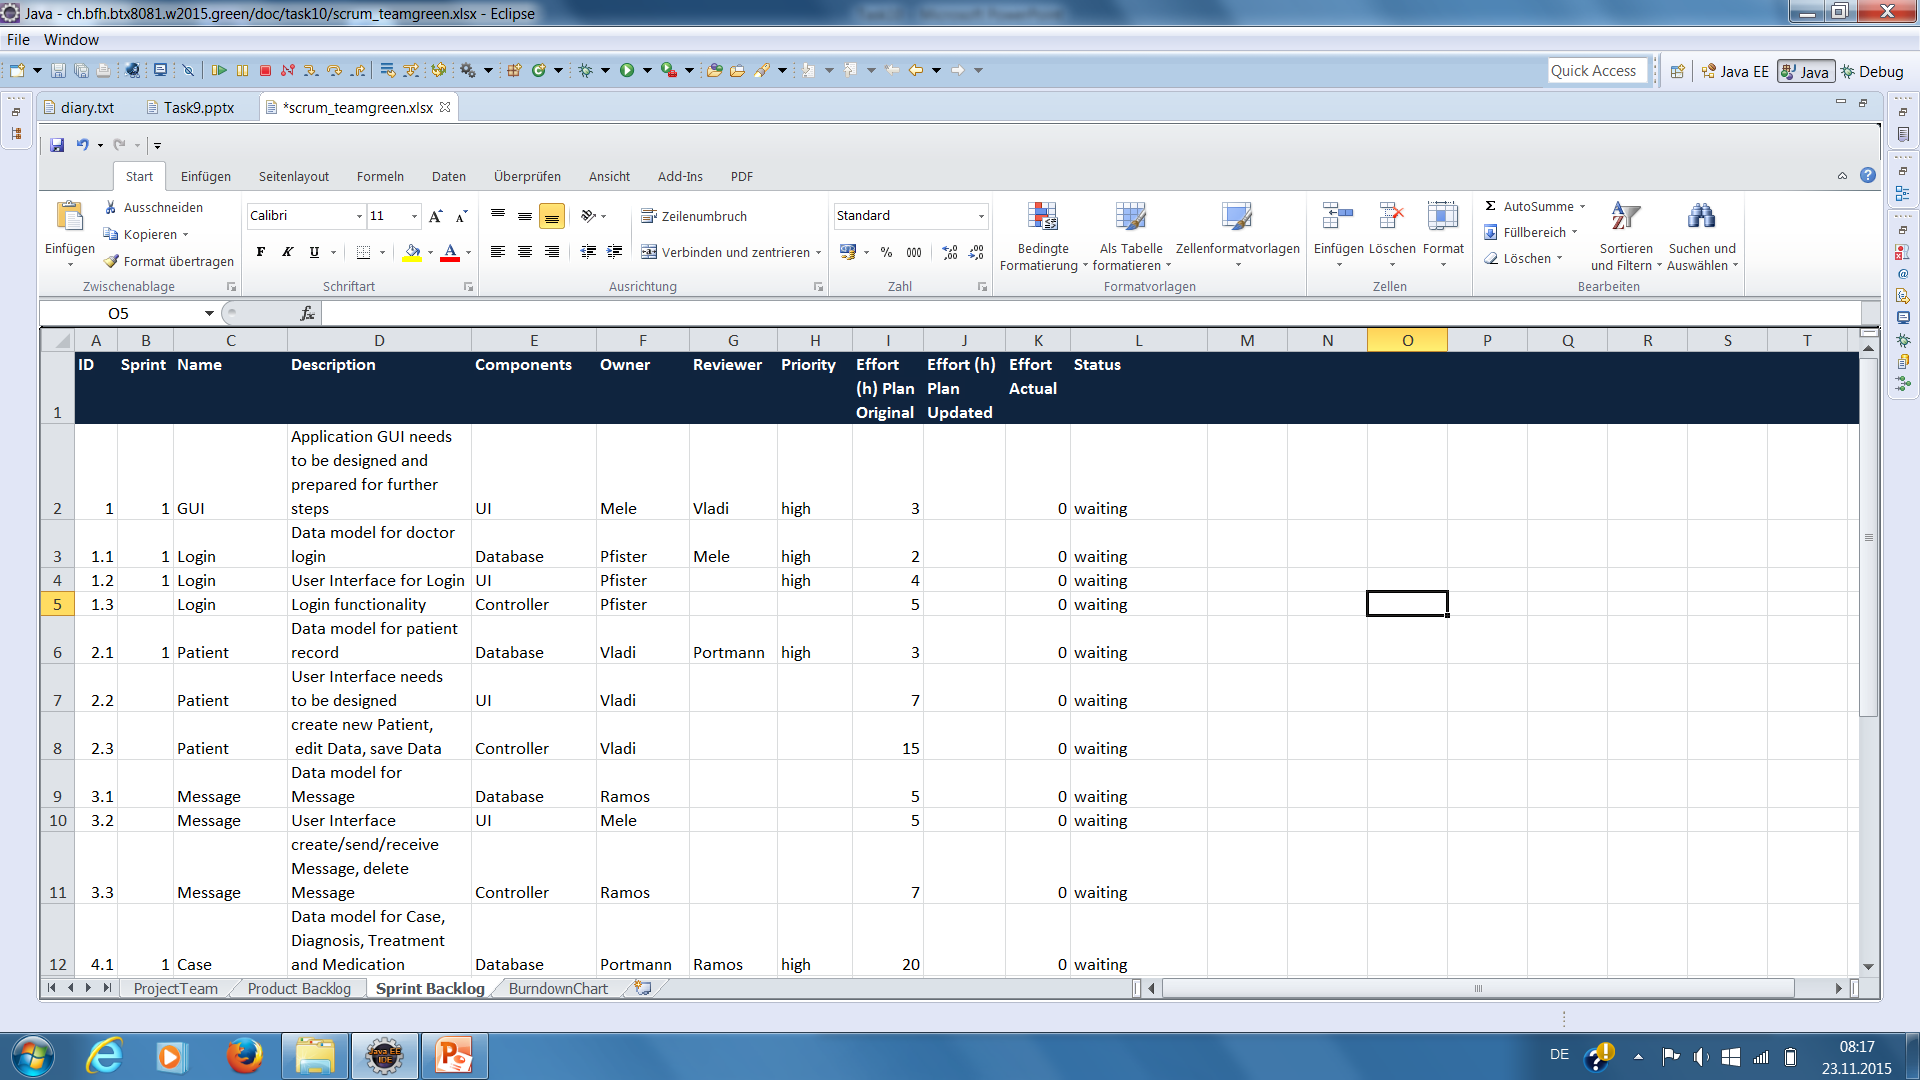 Java - ch.bfh.btx8081.w2015.green/doc/task10/scrum_teamgreen.xlsx - Eclipse
File Window
Quick Access Java EE Java Debug
diary.txt Task9.pptx *scrum_teamgreen.xlsx
Start Einfügen Seitenlayout Formeln Daten Überprüfen Ansicht Add-Ins PDF
Einfügen
Ausschneiden
Kopieren
Format übertragen
Zwischenablage
Calibri 11
F K U
Schriftart
Zeilenumbruch
Verbinden und zentrieren
Ausrichtung
Standard
% 000
Zahl
Bedingte Formatierung
Als Tabelle formatieren
Zellenformatvorlagen
Formatvorlagen
Einfügen Löschen Format
Zellen
Σ AutoSumme
Füllbereich
Löschen
Sortieren und Filtern
Suchen und Auswählen
Bearbeiten
O5 fx
A B C D E F G H I J K L M N O P Q R S T
1 ID Sprint Name Description Components Owner Reviewer Priority Effort (h) Plan Original Effort (h) Plan Updated Effort Actual Status
2 1 1 GUI Application GUI needs to be designed and prepared for further steps UI Mele Vladi high 3 0 waiting
3 1.1 1 Login Data model for doctor login Database Pfister Mele high 2 0 waiting
4 1.2 1 Login User Interface for Login UI Pfister high 4 0 waiting
5 1.3 Login Login functionality Controller Pfister 5 0 waiting
6 2.1 1 Patient Data model for patient record Database Vladi Portmann high 3 0 waiting
7 2.2 Patient User Interface needs to be designed UI Vladi 7 0 waiting
8 2.3 Patient create new Patient, edit Data, save Data Controller Vladi 15 0 waiting
9 3.1 Message Data model for Message Database Ramos 5 0 waiting
10 3.2 Message User Interface UI Mele 5 0 waiting
11 3.3 Message create/send/receive Message, delete Message Controller Ramos 7 0 waiting
12 4.1 1 Case Data model for Case, Diagnosis, Treatment and Medication Database Portmann Ramos high 20 0 waiting
ProjectTeam Product Backlog Sprint Backlog BurndownChart
DE 08:17
23.11.2015